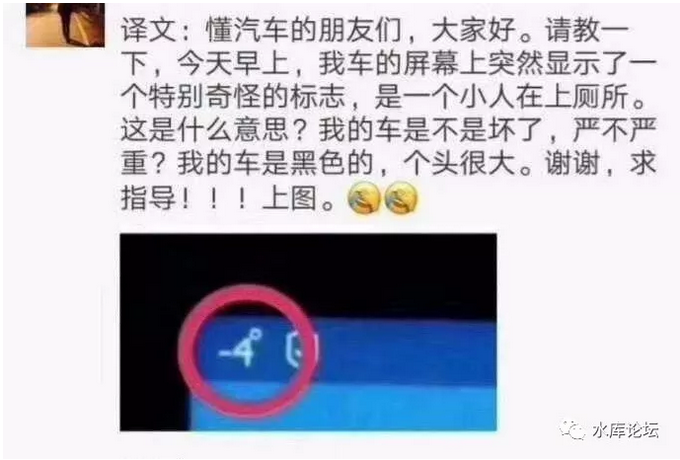 译文：懂汽车的朋友们，大家好。请教一
下，今天早上，我车的屏幕上突然显示了一
个特别奇怪的标志，是一个小人在上厕所。
这是什么意思？我的车是不是坏了，严不严
重？我的车是黑色的，个头很大。谢谢，求
指导！！！上图。
-4°
水库论坛